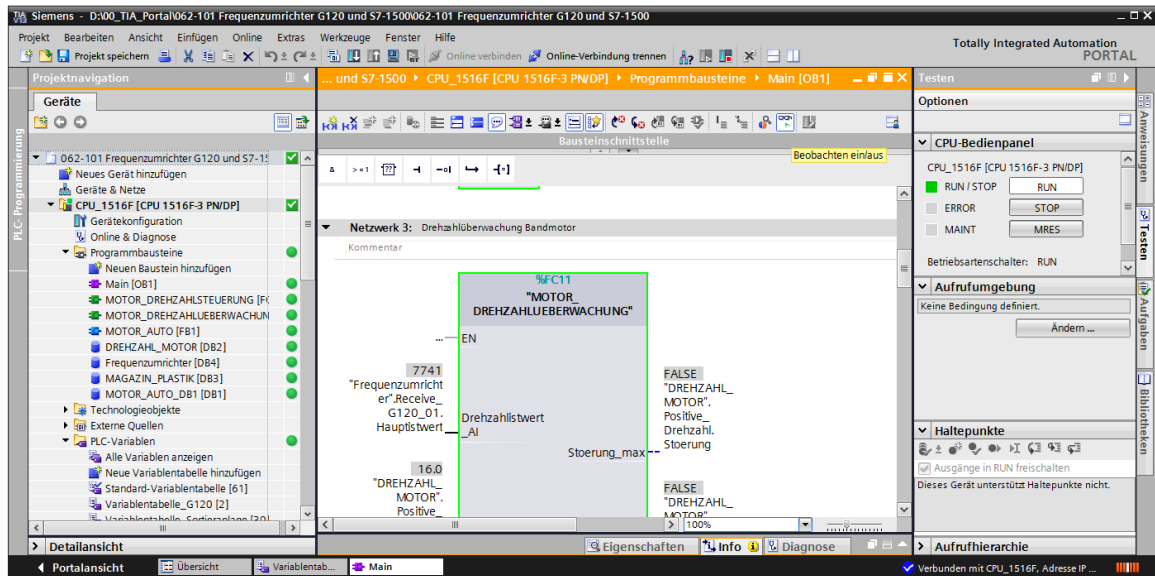 Siemens - D:\00_TIA_Portal\062-101 Frequenzumrichter G120 und S7-1500\062-101 Frequenzumrichter G120 und S7-1500
Projekt Bearbeiten Ansicht Einfügen Online Extras Werkzeuge Fenster Hilfe
Totally Integrated Automation
PORTAL
Projekt speichern
Online verbinden
Online-Verbindung trennen
Projektnavigation
... und S7-1500 CPU_1516F [CPU 1516F-3 PN/DP] Programmbausteine Main [OB1]
Testen
Geräte
Optionen
PLC- Programmierung
Bausteinschnittstelle
Beobachten ein/aus
062-101 Frequenzumrichter G120 und S7-15
Neues Gerät hinzufügen
Geräte & Netze
CPU_1516F [CPU 1516F-3 PN/DP]
Gerätekonfiguration
Online & Diagnose
Programmbausteine
Neuen Baustein hinzufügen
Main [OB1]
MOTOR_DREHZAHLSTEUERUNG [F
MOTOR_DREHZAHLUEBERWACHUN
MOTOR_AUTO [FB1]
DREHZAHL_MOTOR [DB2]
Frequenzumrichter [DB4]
MAGAZIN_PLASTIK [DB3]
MOTOR_AUTO_DB1 [DB1]
Technologieobjekte
Externe Quellen
PLC-Variablen
Alle Variablen anzeigen
Neue Variablentabelle hinzufügen
Standard-Variablentabelle [61]
Variablentabelle_G120 [2]
Variablentabelle_Sortieranlage [30]
Detailansicht
& >=1 ??
Netzwerk 3: Drehzahlüberwachung Bandmotor
Kommentar
%FC11
"MOTOR_
DREHZAHLUEBERWACHUNG"
... EN
7741
"Frequenzumricht
er".Receive_
G120_01.
Hauptistwert
DrehzahlIstwert
_AI
Stoerung_max
FALSE
"DREHZAHL_
MOTOR".
Positive_
Drehzahl.
Stoerung
16.0
"DREHZAHL_
MOTOR".
Positive_
FALSE
"DREHZAHL_
MOTOR".
100%
Eigenschaften Info Diagnose
CPU-Bedienpanel
CPU_1516F [CPU 1516F-3 PN/DP]
RUN / STOP RUN
ERROR STOP
MAINT MRES
Betriebsartenschalter: RUN
Aufrufumgebung
Keine Bedingung definiert.
Ändern ...
Haltepunkte
Ausgänge in RUN freischalten
Dieses Gerät unterstützt Haltepunkte nicht.
Aufrufhierarchie
Anweisungen
Testen
Aufgaben
Bibliotheken
Portalansicht Übersicht Variablentab... Main
Verbunden mit CPU_1516F, Adresse IP ...